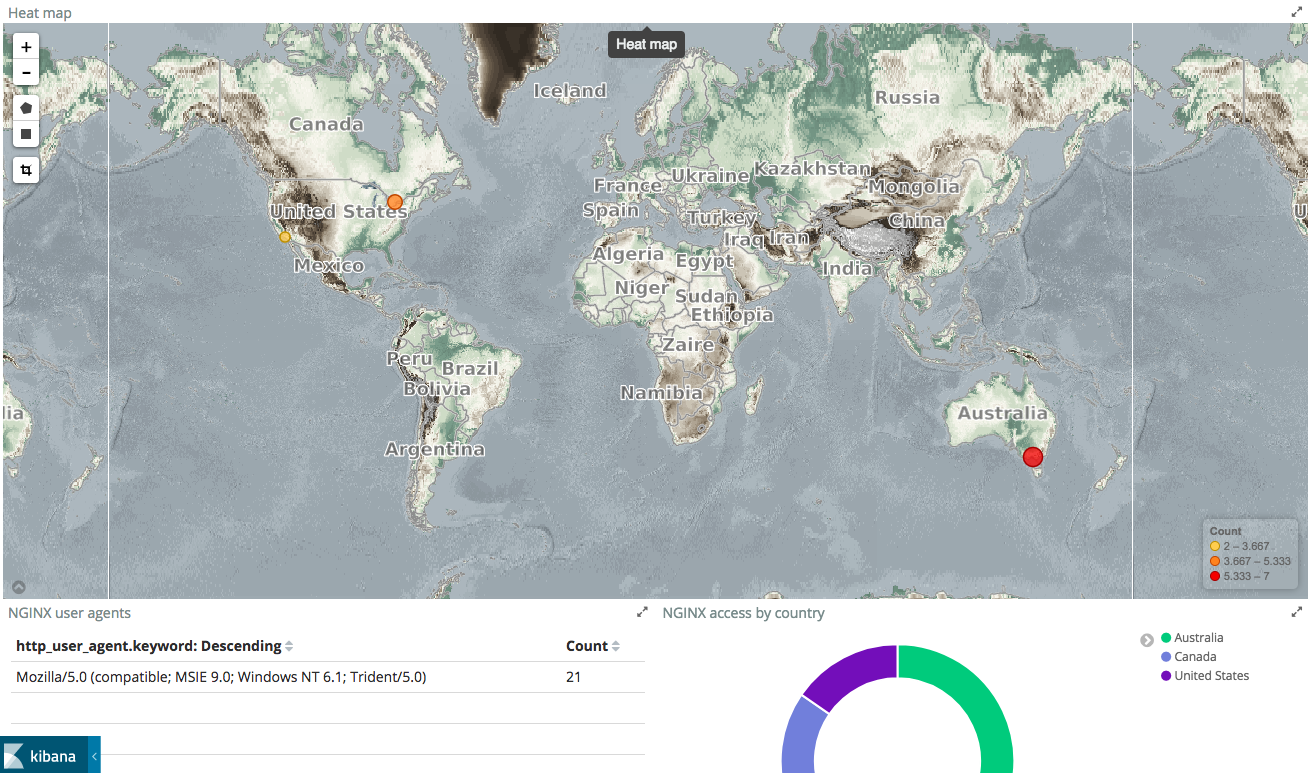 Heat map
Heat map
+
−
Iceland
Russia
Canada
Kazakhstan
Ukraine
France
Mongolia
Spain
United States
Turkey
China
Iraq
Iran
Mexico
Algeria
Egypt
India
Niger
Sudan
Ethiopia
Zaire
Peru
Brazil
Bolivia
Namibia
lia
Australia
Argentina
U
Count
2 – 3.667
3.667 – 5.333
5.333 – 7
NGINX user agents
http_user_agent.keyword: Descending Count
Mozilla/5.0 (compatible; MSIE 9.0; Windows NT 6.1; Trident/5.0) 21
kibana
NGINX access by country
Australia
Canada
United States